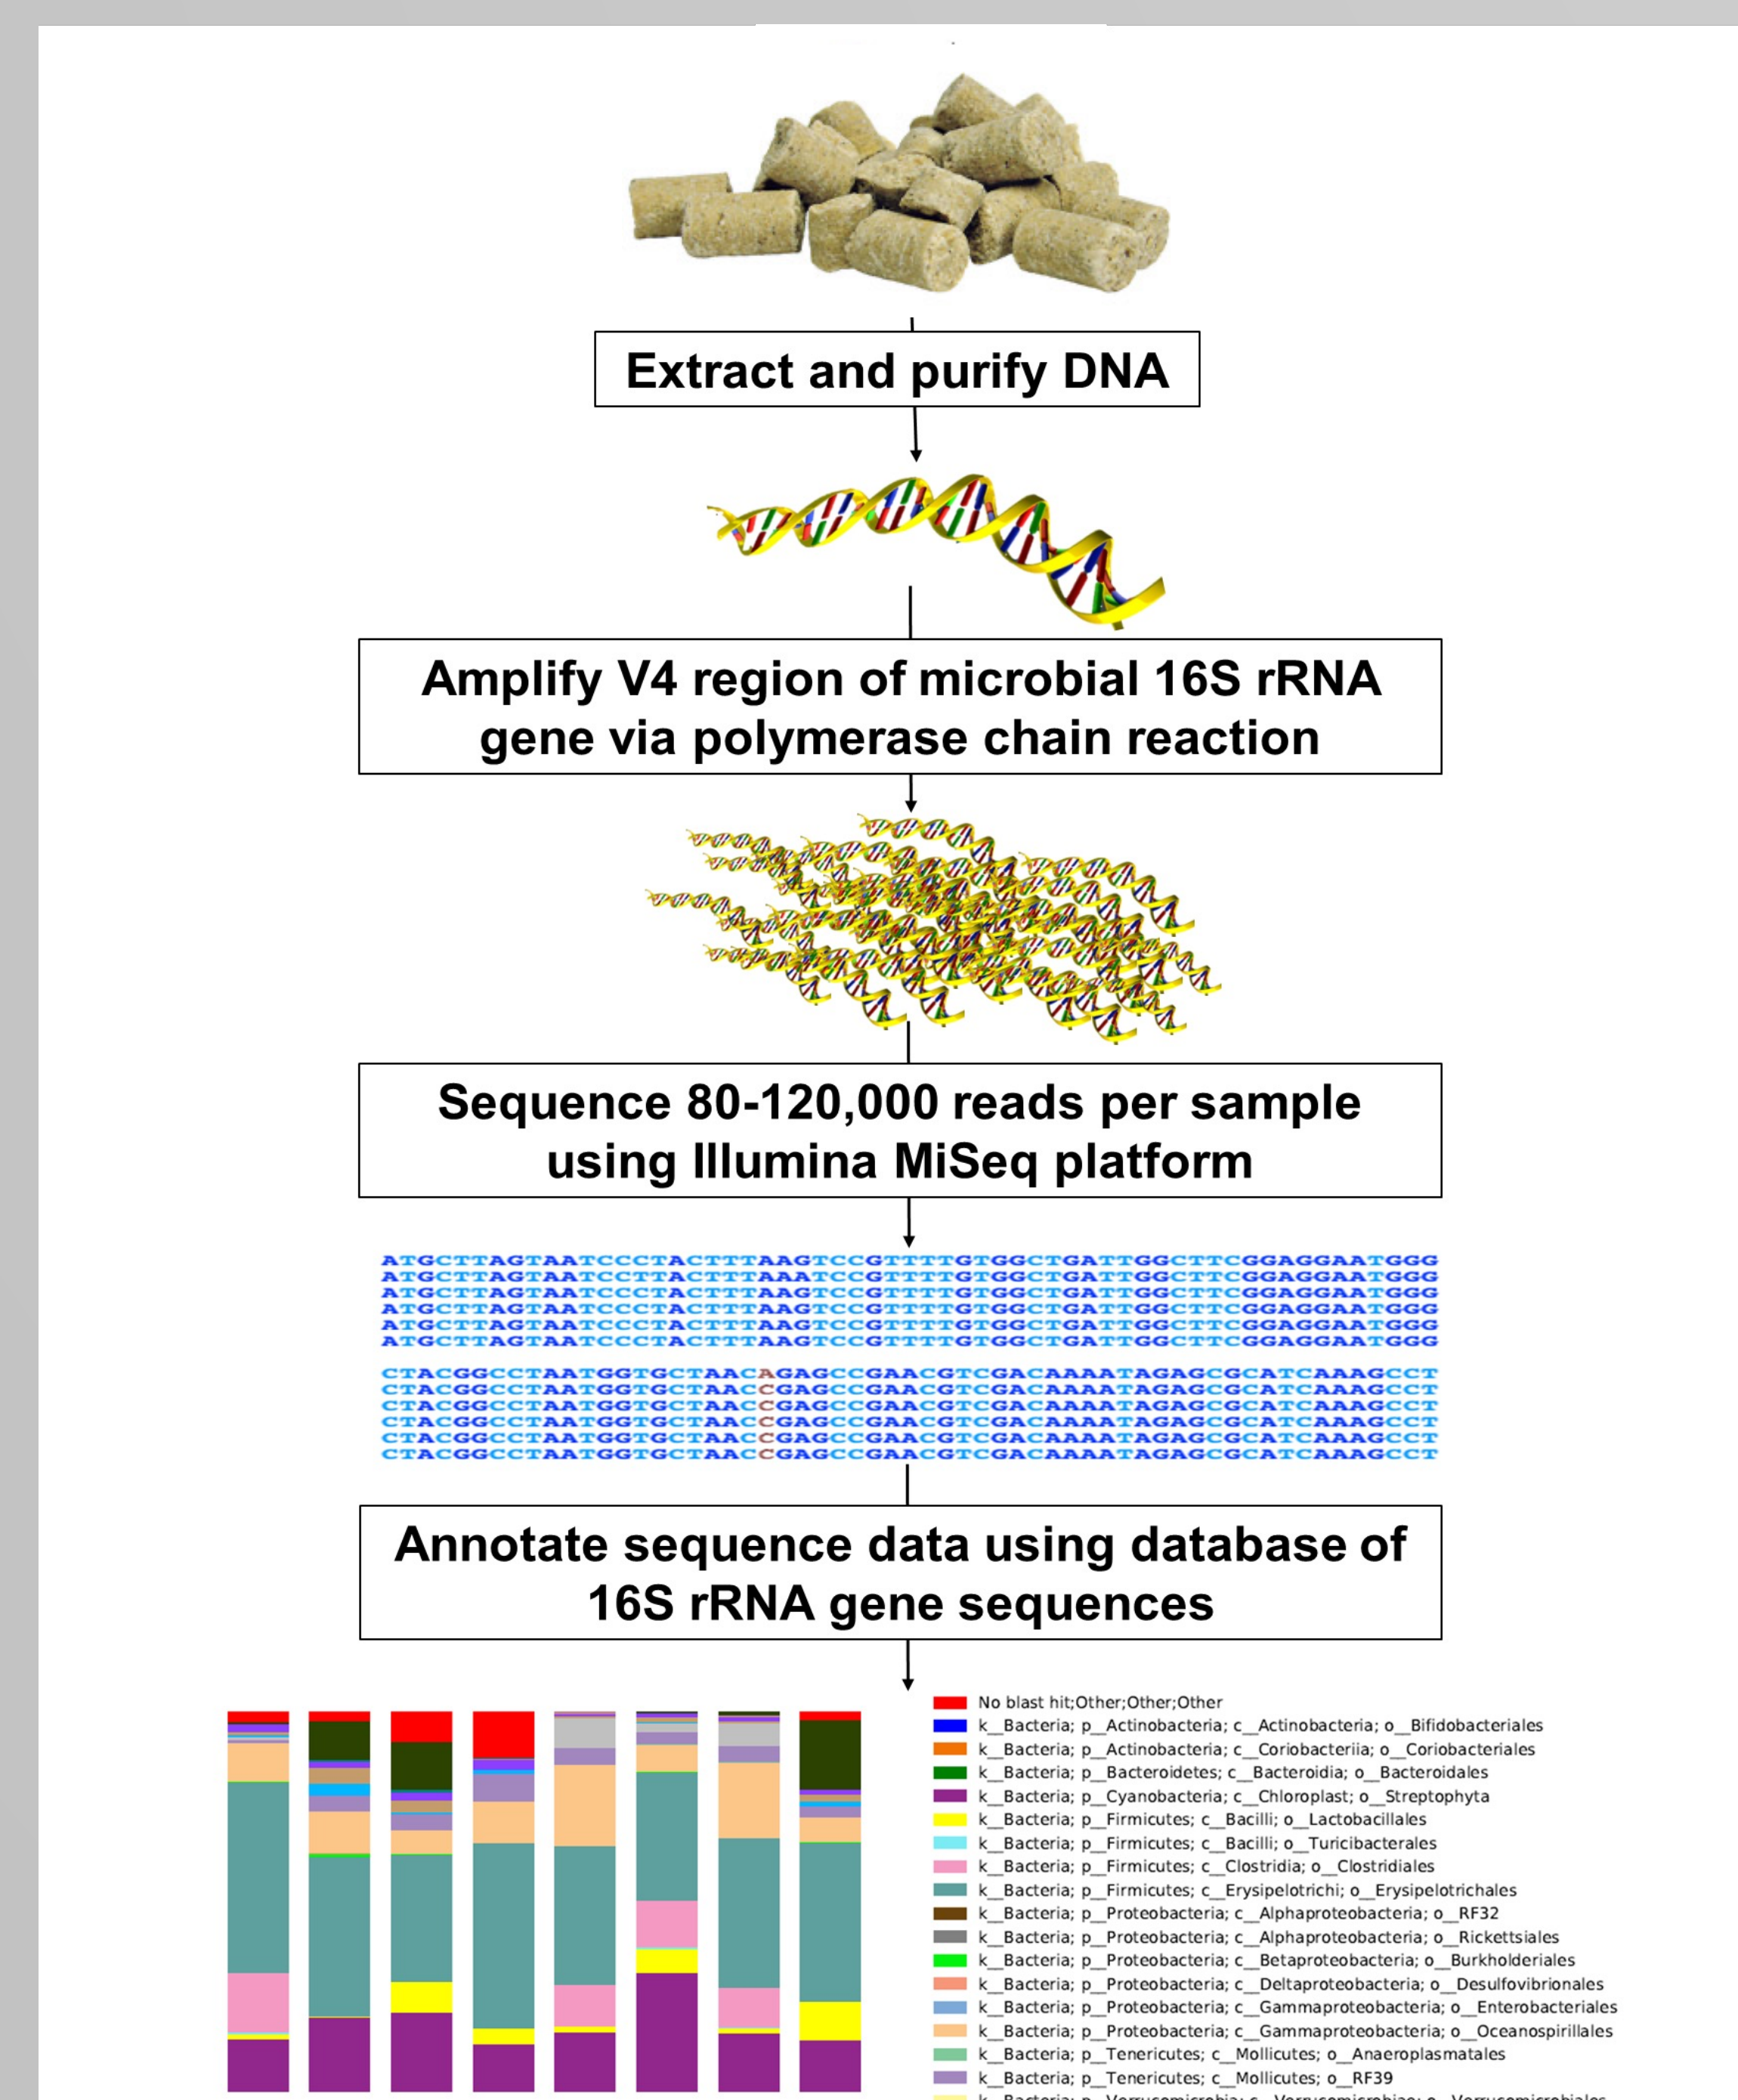 Extract and purify DNA
Amplify V4 region of microbial 16S rRNA
gene via polymerase chain reaction
Sequence 80-120,000 reads per sample
using Illumina MiSeq platform
ATGCTTAGTAATCCCTACTTTAAGTCCGTTTTGTGGCTGATTGGCTTCGGAGGAATGGG
ATGCTTAGTAATCCTTACTTTAAATCCGTTTTGTGGCTGATTGGCTTCGGAGGAATGGG
ATGCTTAGTAATCCCTACTTTAAGTCCGTTTTGTGGCTGATTGGCTTCGGAGGAATGGG
ATGCTTAGTAATCCCTACTTTAAGTCCGTTTTGTGGCTGATTGGCTTCGGAGGAATGGG
ATGCTTAGTAATCCCTACTTTAAGTCCGTTTTGTGGCTGATTGGCTTCGGAGGAATGGG
ATGCTTAGTAATCCCTACTTTAAGTCCGTTTTGTGGCTGATTGGCTTCGGAGGAATGGG
CTACGGCCTAATGGTGCTAACAGAGCCGAACGTCGACAAAATAGAGCGCATCAAAGCCT
CTACGGCCTAATGGTGCTAACCGAGCCGAACGTCGACAAAATAGAGCGCATCAAAGCCT
CTACGGCCTAATGGTGCTAACCGAGCCGAACGTCGACAAAATAGAGCGCATCAAAGCCT
CTACGGCCTAATGGTGCTAACCGAGCCGAACGTCGACAAAATAGAGCGCATCAAAGCCT
CTACGGCCTAATGGTGCTAACCGAGCCGAACGTCGACAAAATAGAGCGCATCAAAGCCT
CTACGGCCTAATGGTGCTAACCGAGCCGAACGTCGACAAAATAGAGCGCATCAAAGCCT
Annotate sequence data using database of
16S rRNA gene sequences
No blast hit;Other;Other;Other
k__Bacteria; p__Actinobacteria; c__Actinobacteria; o__Bifidobacteriales
k__Bacteria; p__Actinobacteria; c__Coriobacteriia; o__Coriobacteriales
k__Bacteria; p__Bacteroidetes; c__Bacteroidia; o__Bacteroidales
k__Bacteria; p__Cyanobacteria; c__Chloroplast; o__Streptophyta
k__Bacteria; p__Firmicutes; c__Bacilli; o__Lactobacillales
k__Bacteria; p__Firmicutes; c__Bacilli; o__Turicibacterales
k__Bacteria; p__Firmicutes; c__Clostridia; o__Clostridiales
k__Bacteria; p__Firmicutes; c__Erysipelotrichi; o__Erysipelotrichales
k__Bacteria; p__Proteobacteria; c__Alphaproteobacteria; o__RF32
k__Bacteria; p__Proteobacteria; c__Alphaproteobacteria; o__Rickettsiales
k__Bacteria; p__Proteobacteria; c__Betaproteobacteria; o__Burkholderiales
k__Bacteria; p__Proteobacteria; c__Deltaproteobacteria; o__Desulfovibrionales
k__Bacteria; p__Proteobacteria; c__Gammaproteobacteria; o__Enterobacteriales
k__Bacteria; p__Proteobacteria; c__Gammaproteobacteria; o__Oceanospirillales
k__Bacteria; p__Tenericutes; c__Mollicutes; o__Anaeroplasmatales
k__Bacteria; p__Tenericutes; c__Mollicutes; o__RF39